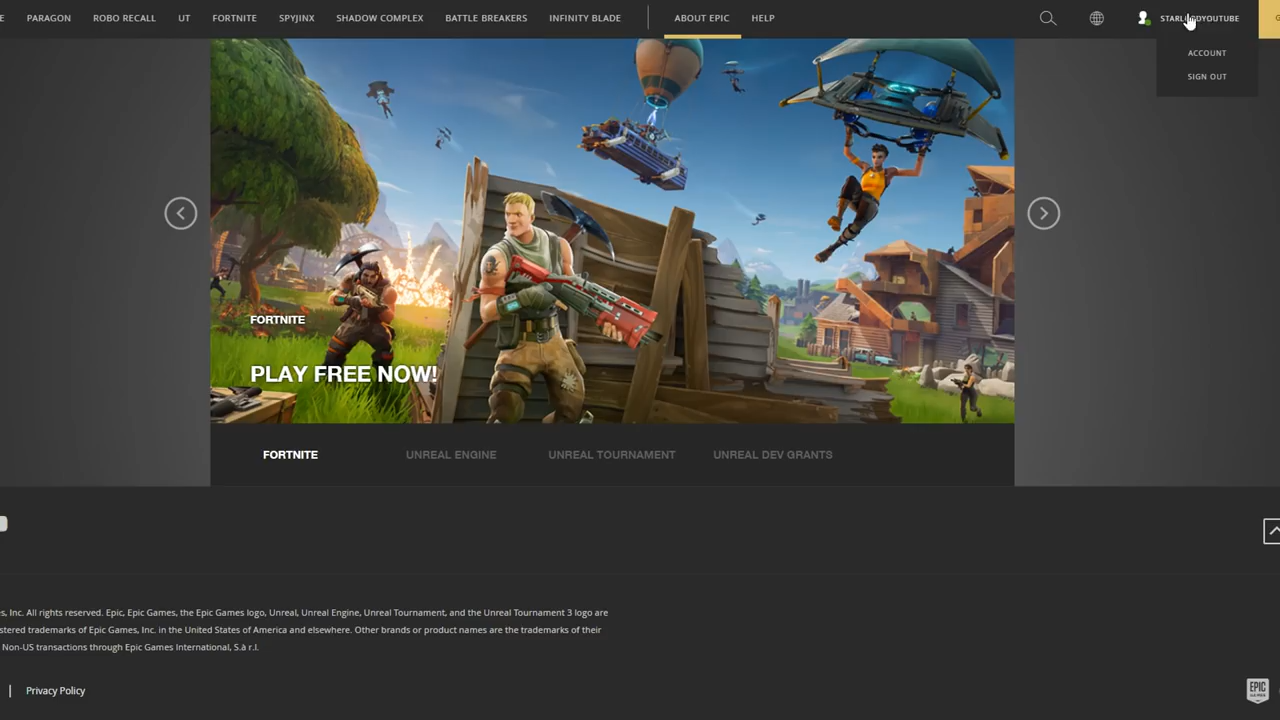 PARAGON ROBO RECALL UT FORTNITE SPYJINX SHADOW COMPLEX BATTLE BREAKERS INFINITY BLADE ABOUT EPIC HELP
ACCOUNT
SIGN OUT
FORTNITE
PLAY FREE NOW!
FORTNITE UNREAL ENGINE UNREAL TOURNAMENT UNREAL DEV GRANTS
Inc. All rights reserved. Epic, Epic Games, the Epic Games logo, Unreal, Unreal Engine, Unreal Tournament, and the Unreal Tournament 3 logo are
trademarks of Epic Games, Inc. in the United States of America and elsewhere. Other brands or product names are the trademarks of their
Non-US transactions through Epic Games International, S.à r.l.
| Privacy Policy
EPIC